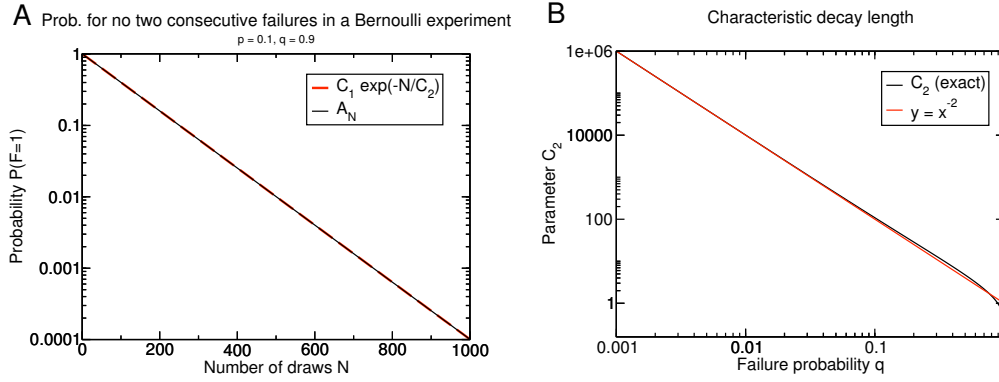 A
Prob. for no two consecutive failures in a Bernoulli experiment
p = 0.1, q = 0.9
Probability P(F=1)
1
0.1
0.01
0.001
0.0001
C₁ exp(-N/C₂)
A_N
0 200 400 600 800 1000
Number of draws N
B
Characteristic decay length
Parameter C₂
1e+06
10000
100
1
C₂ (exact)
y = x⁻²
0.001 0.01 0.1
Failure probability q